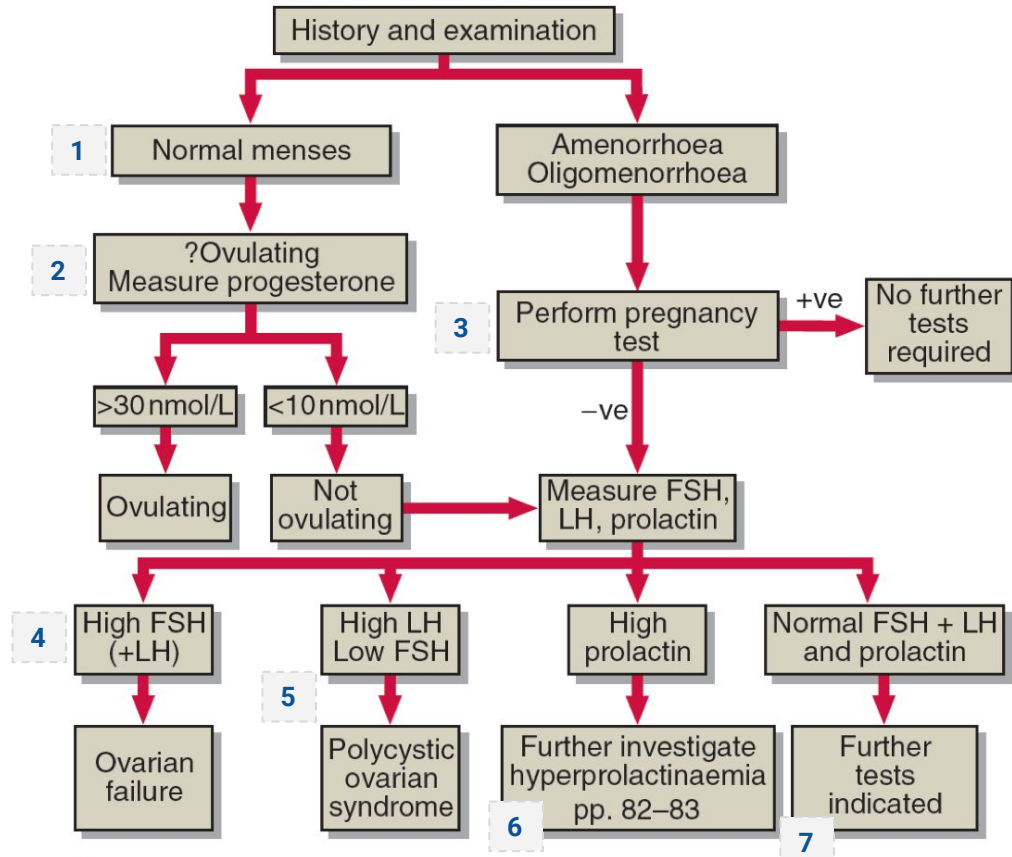 History and examination
1
Normal menses
Amenorrhoea
Oligomenorrhoea
2
?Ovulating
Measure progesterone
3
Perform pregnancy
test
+ve
No further
tests
required
–ve
>30 nmol/L
<10 nmol/L
Ovulating
Not
ovulating
Measure FSH,
LH, prolactin
4
High FSH
(+LH)
High LH
Low FSH
High
prolactin
Normal FSH + LH
and prolactin
5
Ovarian
failure
Polycystic
ovarian
syndrome
Further investigate
hyperprolactinaemia
pp. 82–83
Further
tests
indicated
6
7